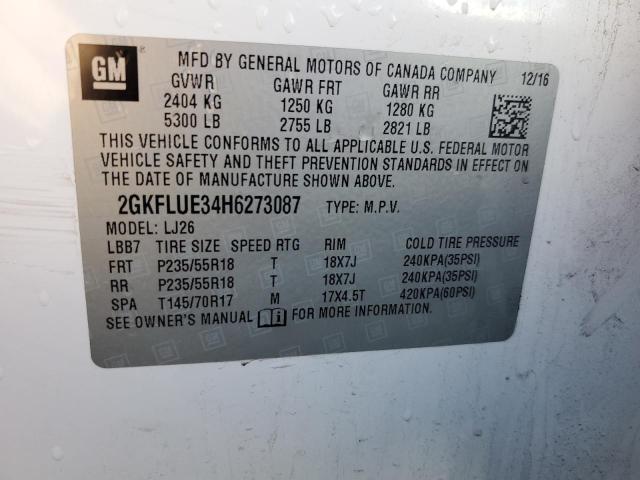 GM
®
MFD BY GENERAL MOTORS OF CANADA COMPANY 12/16
GVWR GAWR FRT GAWR RR
2404 KG 1250 KG 1280 KG
5300 LB 2755 LB 2821 LB
THIS VEHICLE CONFORMS TO ALL APPLICABLE U.S. FEDERAL MOTOR
VEHICLE SAFETY AND THEFT PREVENTION STANDARDS IN EFFECT ON
THE DATE OF MANUFACTURE SHOWN ABOVE.
2GKFLUE34H6273087 TYPE: M.P.V.
MODEL: LJ26
LBB7 TIRE SIZE SPEED RTG RIM COLD TIRE PRESSURE
FRT P235/55R18 T 18X7J 240KPA(35PSI)
RR P235/55R18 T 18X7J 240KPA(35PSI)
SPA T145/70R17 M 17X4.5T 420KPA(60PSI)
SEE OWNER'S MANUAL FOR MORE INFORMATION.